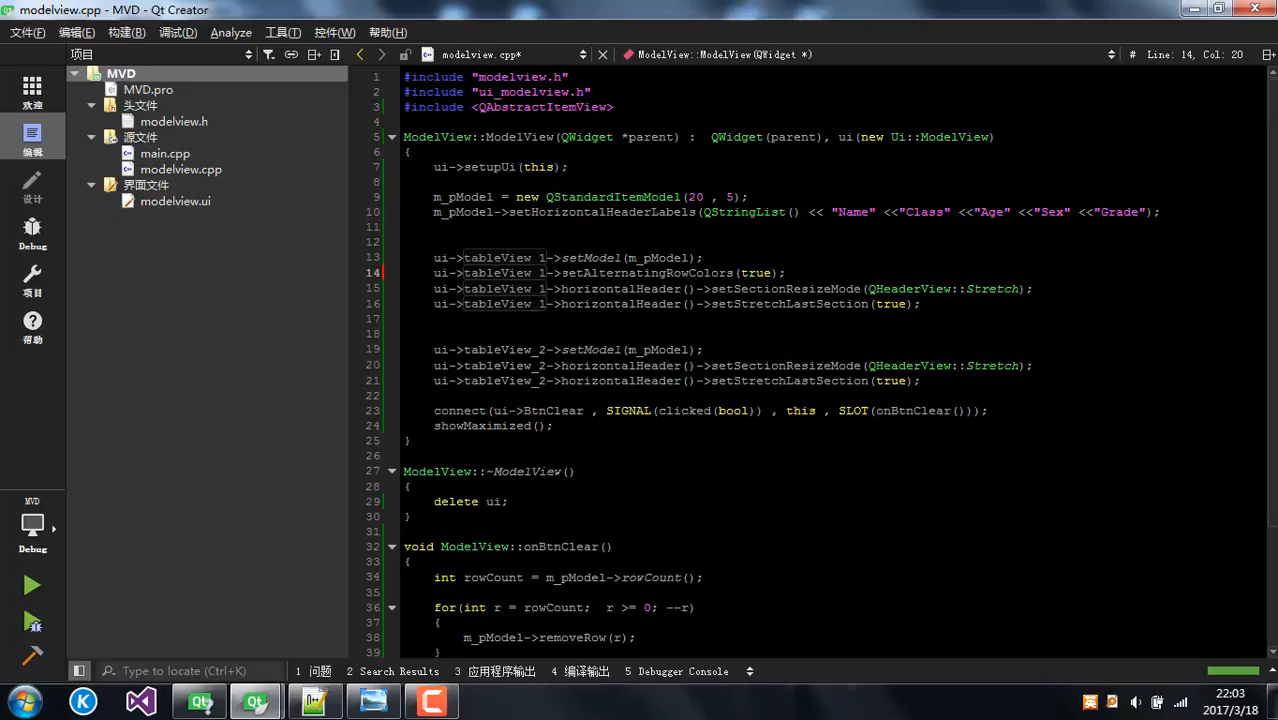 modelview.cpp - MVD - Qt Creator
文件(F) 编辑(E) 构建(B) 调试(D) Analyze 工具(T) 控件(W) 帮助(H)
项目 modelview.cpp* ModelView::ModelView(QWidget *) # Line: 14, Col: 20
欢迎
编辑
设计
Debug
项目
帮助
MVD
Debug
MVD
MVD.pro
头文件
modelview.h
源文件
main.cpp
modelview.cpp
界面文件
modelview.ui
1 #include "modelview.h"
2 #include "ui_modelview.h"
3 #include <QAbstractItemView>
4
5 ModelView::ModelView(QWidget *parent) :  QWidget(parent), ui(new Ui::ModelView)
6 {
7     ui->setupUi(this);
8
9     m_pModel = new QStandardItemModel(20 , 5);
10     m_pModel->setHorizontalHeaderLabels(QStringList() << "Name" <<"Class" <<"Age" <<"Sex" <<"Grade");
11
12
13     ui->tableView_1->setModel(m_pModel);
14     ui->tableView_1->setAlternatingRowColors(true);
15     ui->tableView_1->horizontalHeader()->setSectionResizeMode(QHeaderView::Stretch);
16     ui->tableView_1->horizontalHeader()->setStretchLastSection(true);
17
18
19     ui->tableView_2->setModel(m_pModel);
20     ui->tableView_2->horizontalHeader()->setSectionResizeMode(QHeaderView::Stretch);
21     ui->tableView_2->horizontalHeader()->setStretchLastSection(true);
22
23     connect(ui->BtnClear , SIGNAL(clicked(bool)) , this , SLOT(onBtnClear()));
24     showMaximized();
25 }
26
27 ModelView::~ModelView()
28 {
29     delete ui;
30 }
31
32 void ModelView::onBtnClear()
33 {
34     int rowCount = m_pModel->rowCount();
35
36     for(int r = rowCount;  r >= 0; --r)
37     {
38         m_pModel->removeRow(r);
39     }
Type to locate (Ctrl+K) 1 问题 2 Search Results 3 应用程序输出 4 编译输出 5 Debugger Console
22:03
2017/3/18